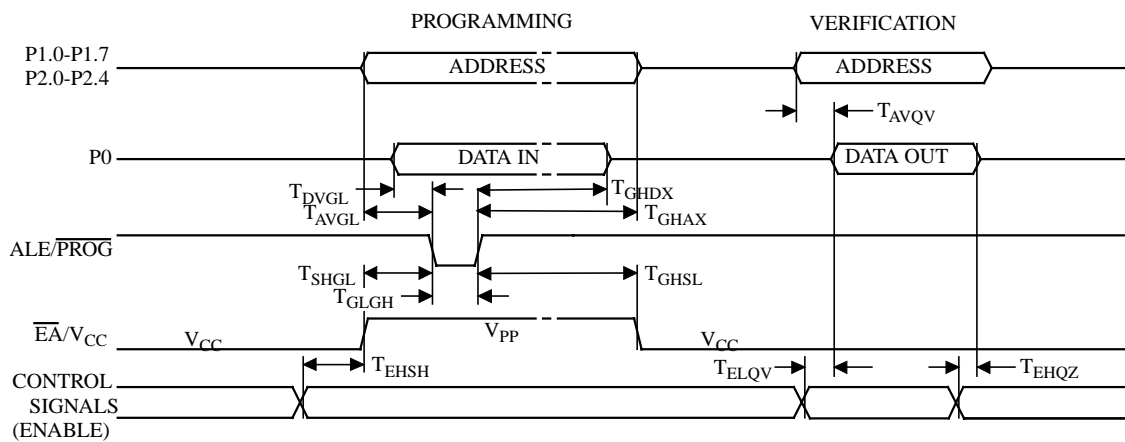 PROGRAMMING
VERIFICATION
P1.0-P1.7
P2.0-P2.4
ADDRESS
ADDRESS
TAVQV
P0
DATA IN
DATA OUT
TDVGL
TGHDX
TAVGL
TGHAX
ALE/PROG
TSHGL
TGHSL
TGLGH
EA/VCC
VCC
VPP
VCC
TEHSH
TELQV
TEHQZ
CONTROL
SIGNALS
(ENABLE)